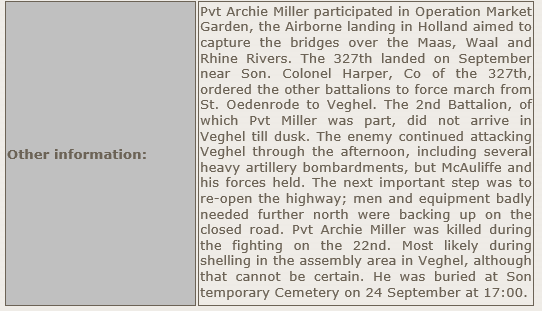 Other information:
Pvt Archie Miller participated in Operation Market
Garden, the Airborne landing in Holland aimed to
capture the bridges over the Maas, Waal and
Rhine Rivers. The 327th landed on September
near Son. Colonel Harper, Co of the 327th,
ordered the other battalions to force march from
St. Oedenrode to Veghel. The 2nd Battalion, of
which Pvt Miller was part, did not arrive in
Veghel till dusk. The enemy continued attacking
Veghel through the afternoon, including several
heavy artillery bombardments, but McAuliffe and
his forces held. The next important step was to
re-open the highway; men and equipment badly
needed further north were backing up on the
closed road. Pvt Archie Miller was killed during
the fighting on the 22nd. Most likely during
shelling in the assembly area in Veghel, although
that cannot be certain. He was buried at Son
temporary Cemetery on 24 September at 17:00.